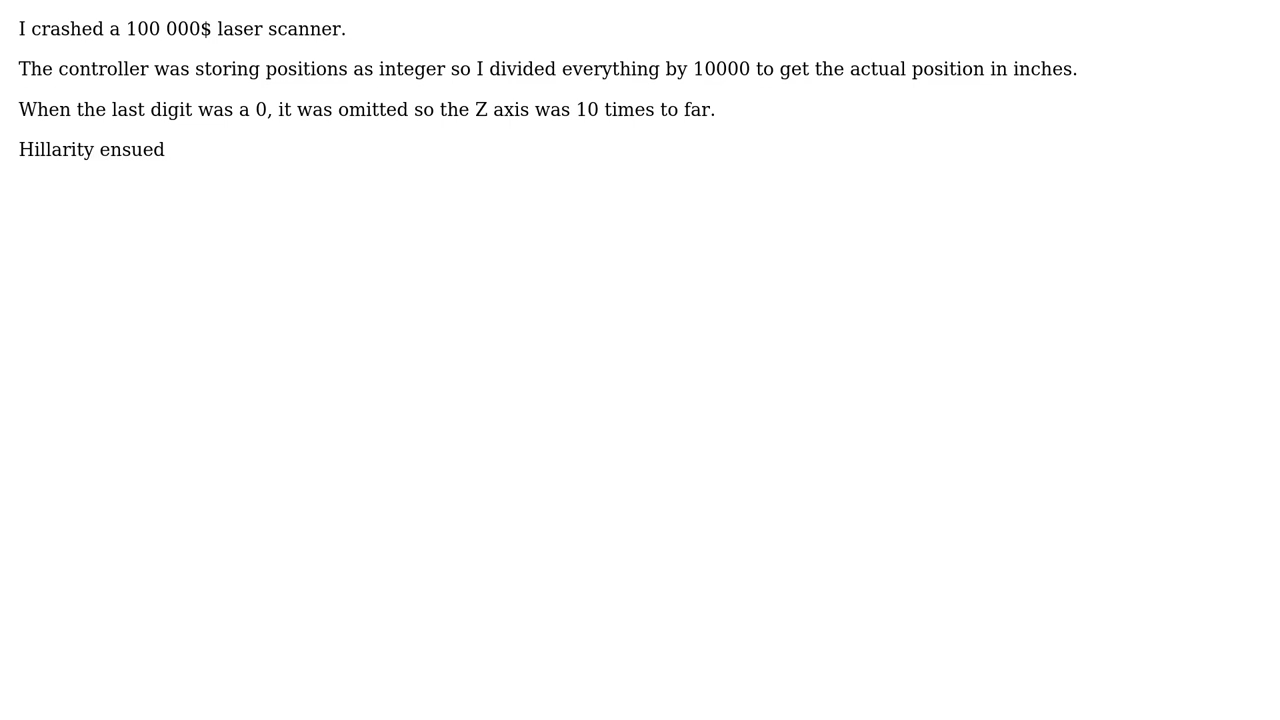 I crashed a 100 000$ laser scanner.
The controller was storing positions as integer so I divided everything by 10000 to get the actual position in inches.
When the last digit was a 0, it was omitted so the Z axis was 10 times to far.
Hillarity ensued